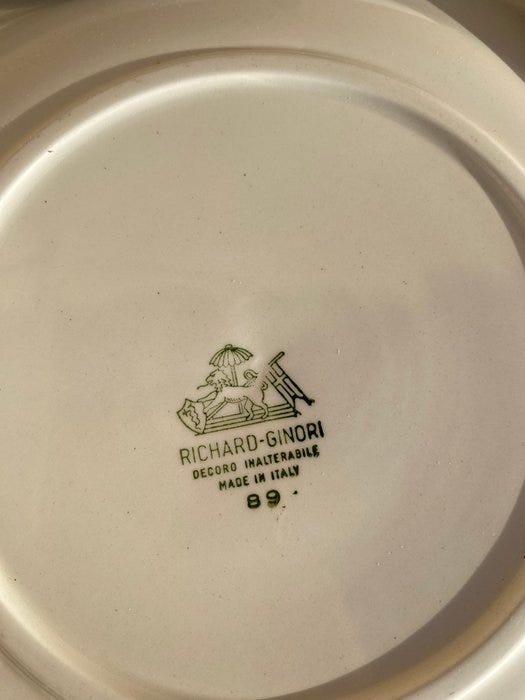 RICHARD-GINORI
DECORO INALTERABILE
MADE IN ITALY
89